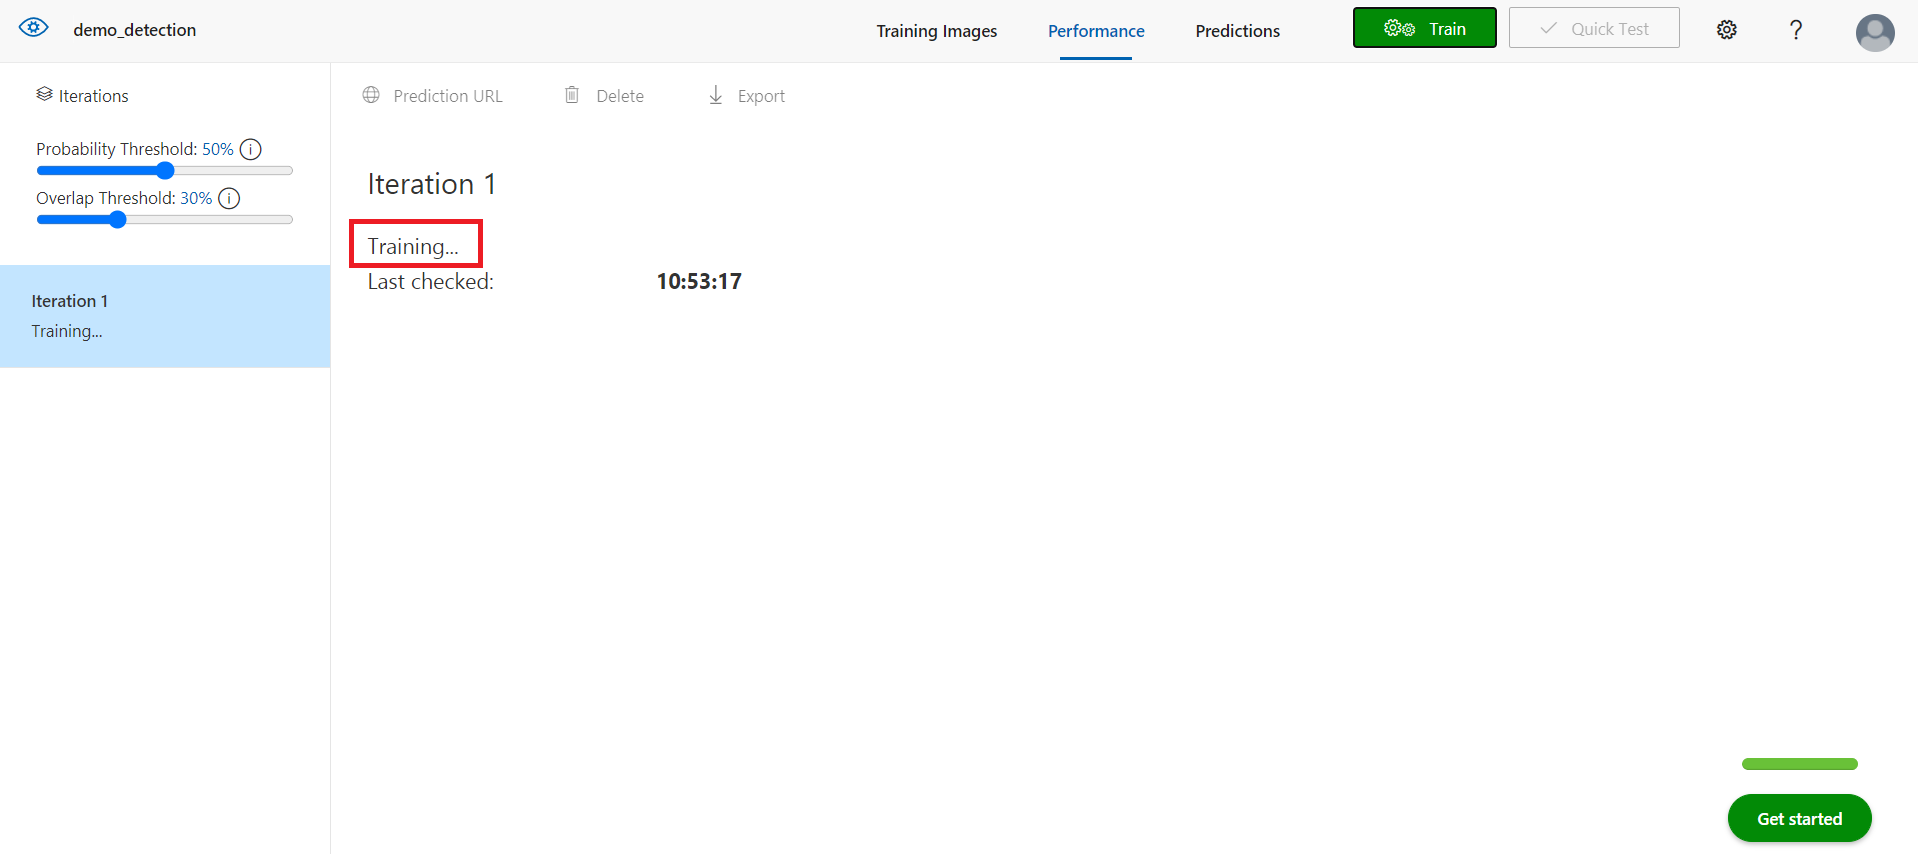 demo_detection
Training Images
Performance
Predictions
Train
Quick Test
?
Iterations
Prediction URL
Delete
Export
Probability Threshold: 50% i
Overlap Threshold: 30% i
Iteration 1
Training...
Last checked: 10:53:17
Iteration 1
Training...
Get started